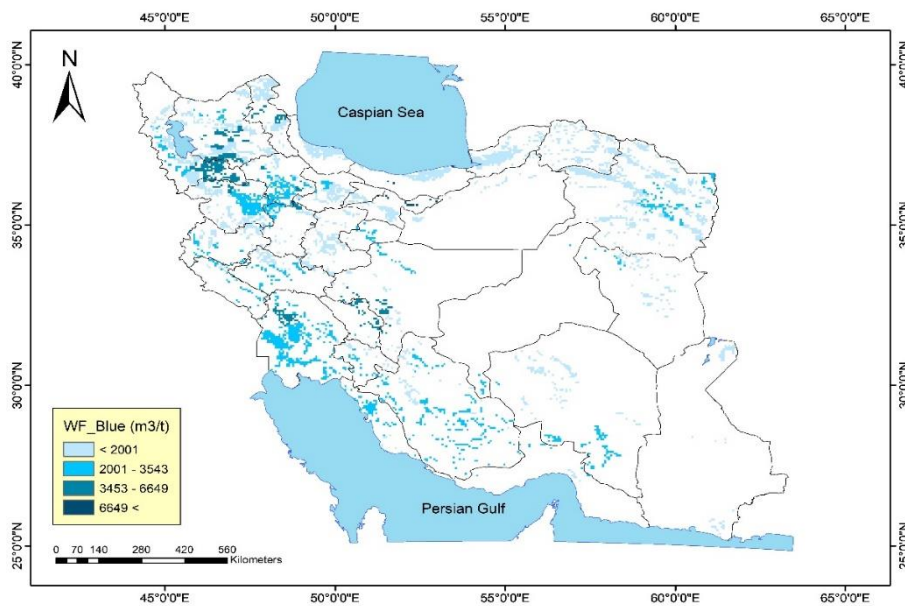 45°0'0"E 50°0'0"E 55°0'0"E 60°0'0"E 65°0'0"E
N
40°0'0"N 40°0'0"N
Caspian Sea
35°0'0"N 35°0'0"N
30°0'0"N 30°0'0"N
WF_Blue (m3/t)
< 2001
2001 - 3543
3453 - 6649
6649 <
Persian Gulf
25°0'0"N 25°0'0"N
0 70 140 280 420 560
Kilometers
45°0'0"E 50°0'0"E 55°0'0"E 60°0'0"E 65°0'0"E